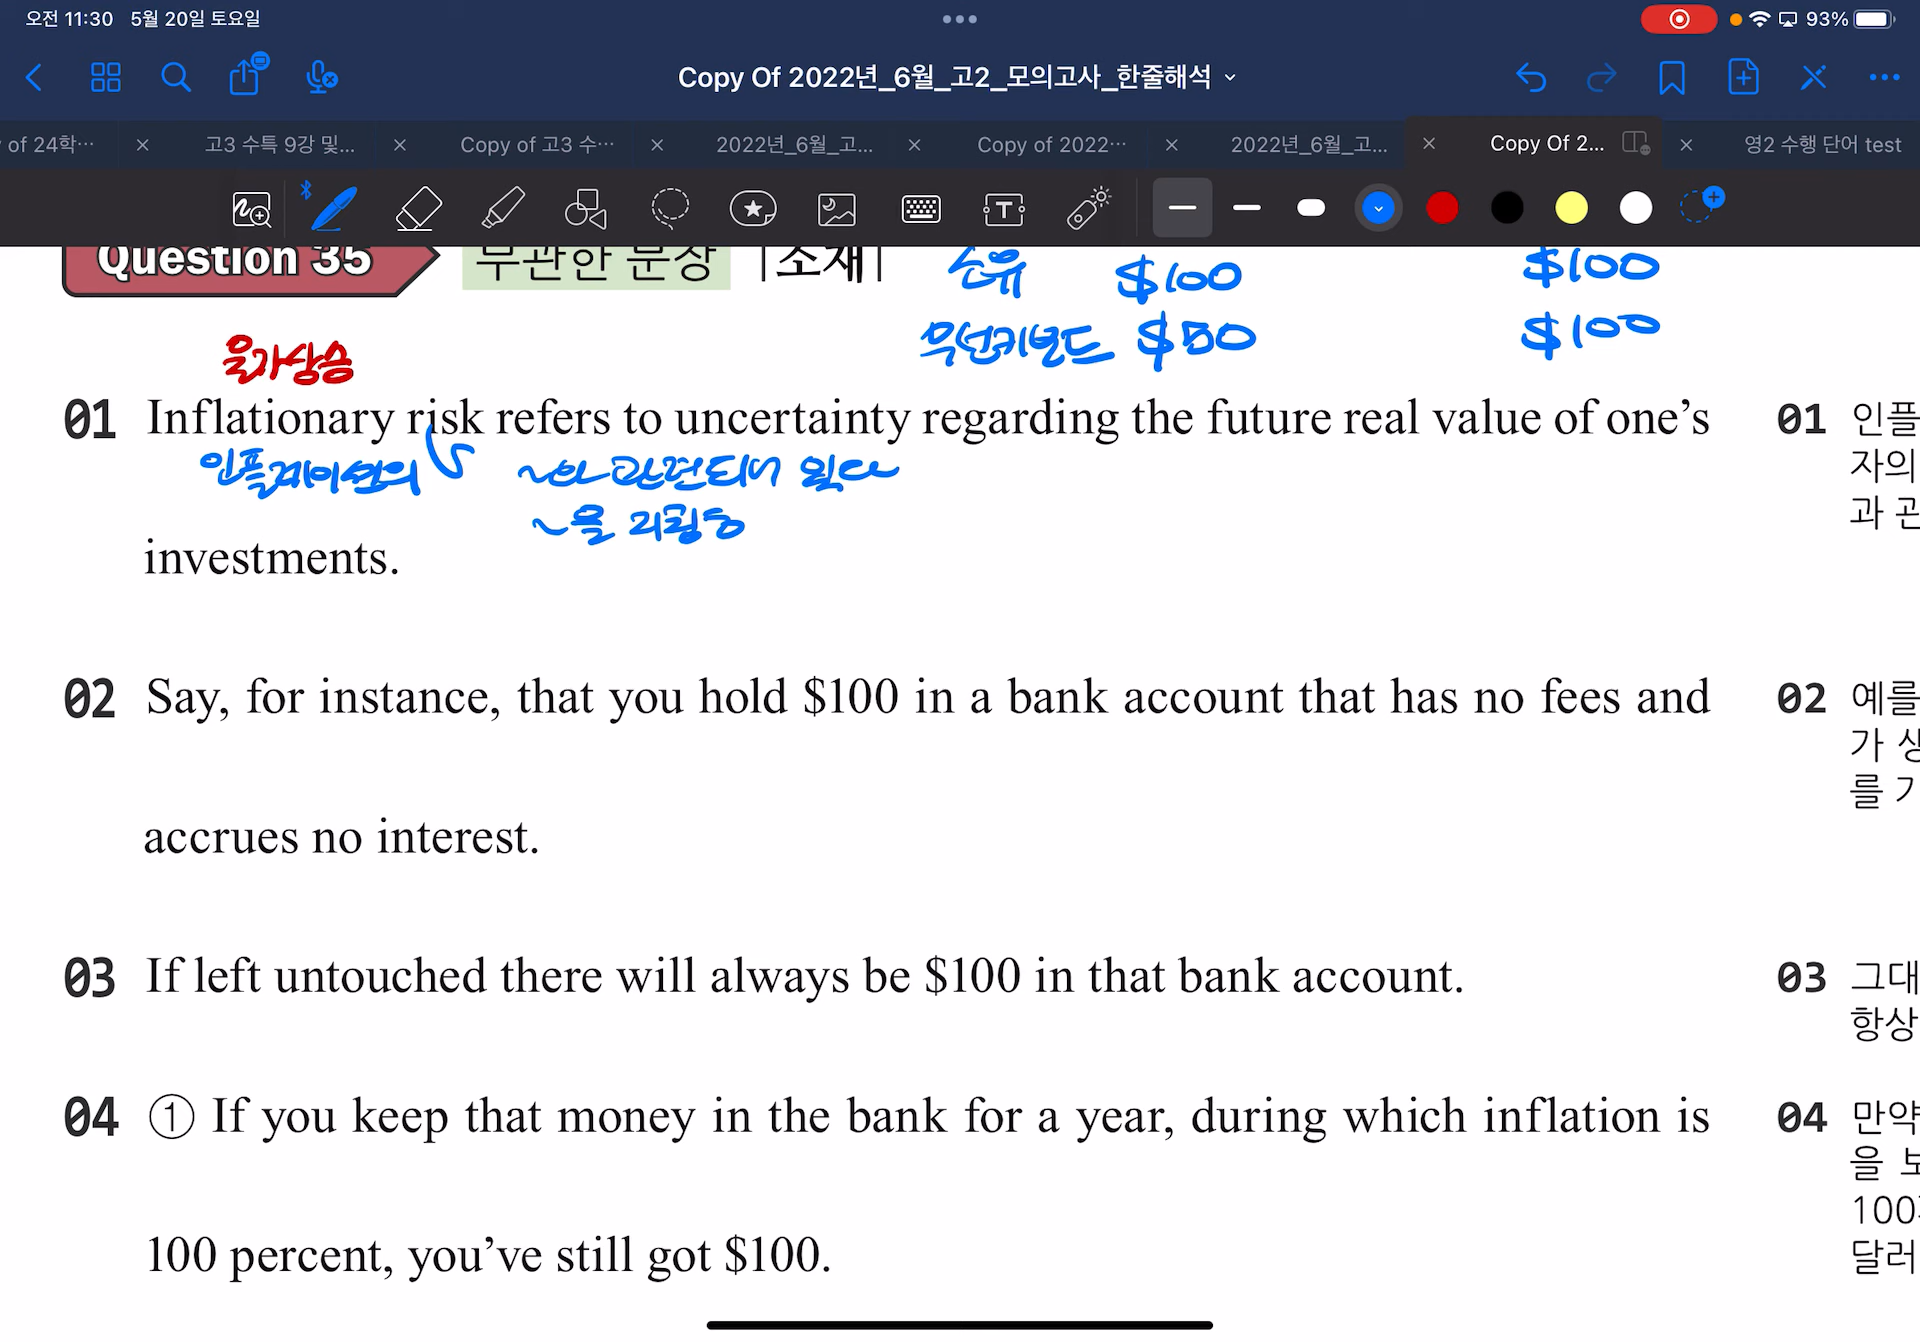 오전 11:30 5월 20일 토요일
93%
Copy Of 2022년_6월_고2_모의고사_한줄해석
of 24학… 고3 수특 9강 및... Copy of 고3 수… 2022년_6월_고... Copy of 2022… 2022년_6월_고... Copy Of 2... 영2 수행 단어 test
Question 35 무관한 문장 |소재| 소유 $100 $100
무선키보드 $50 $100
물가상승
01 Inflationary risk refers to uncertainty regarding the future real value of one's
인플레이션의 ~와 관련되어 있다
~을 지칭함
investments.
02 Say, for instance, that you hold $100 in a bank account that has no fees and
accrues no interest.
03 If left untouched there will always be $100 in that bank account.
04 ① If you keep that money in the bank for a year, during which inflation is
100 percent, you've still got $100.
01 인플
자의
과 관
02 예를
가 생
를 기
03 그대
항상
04 만약
을 보
100
달러